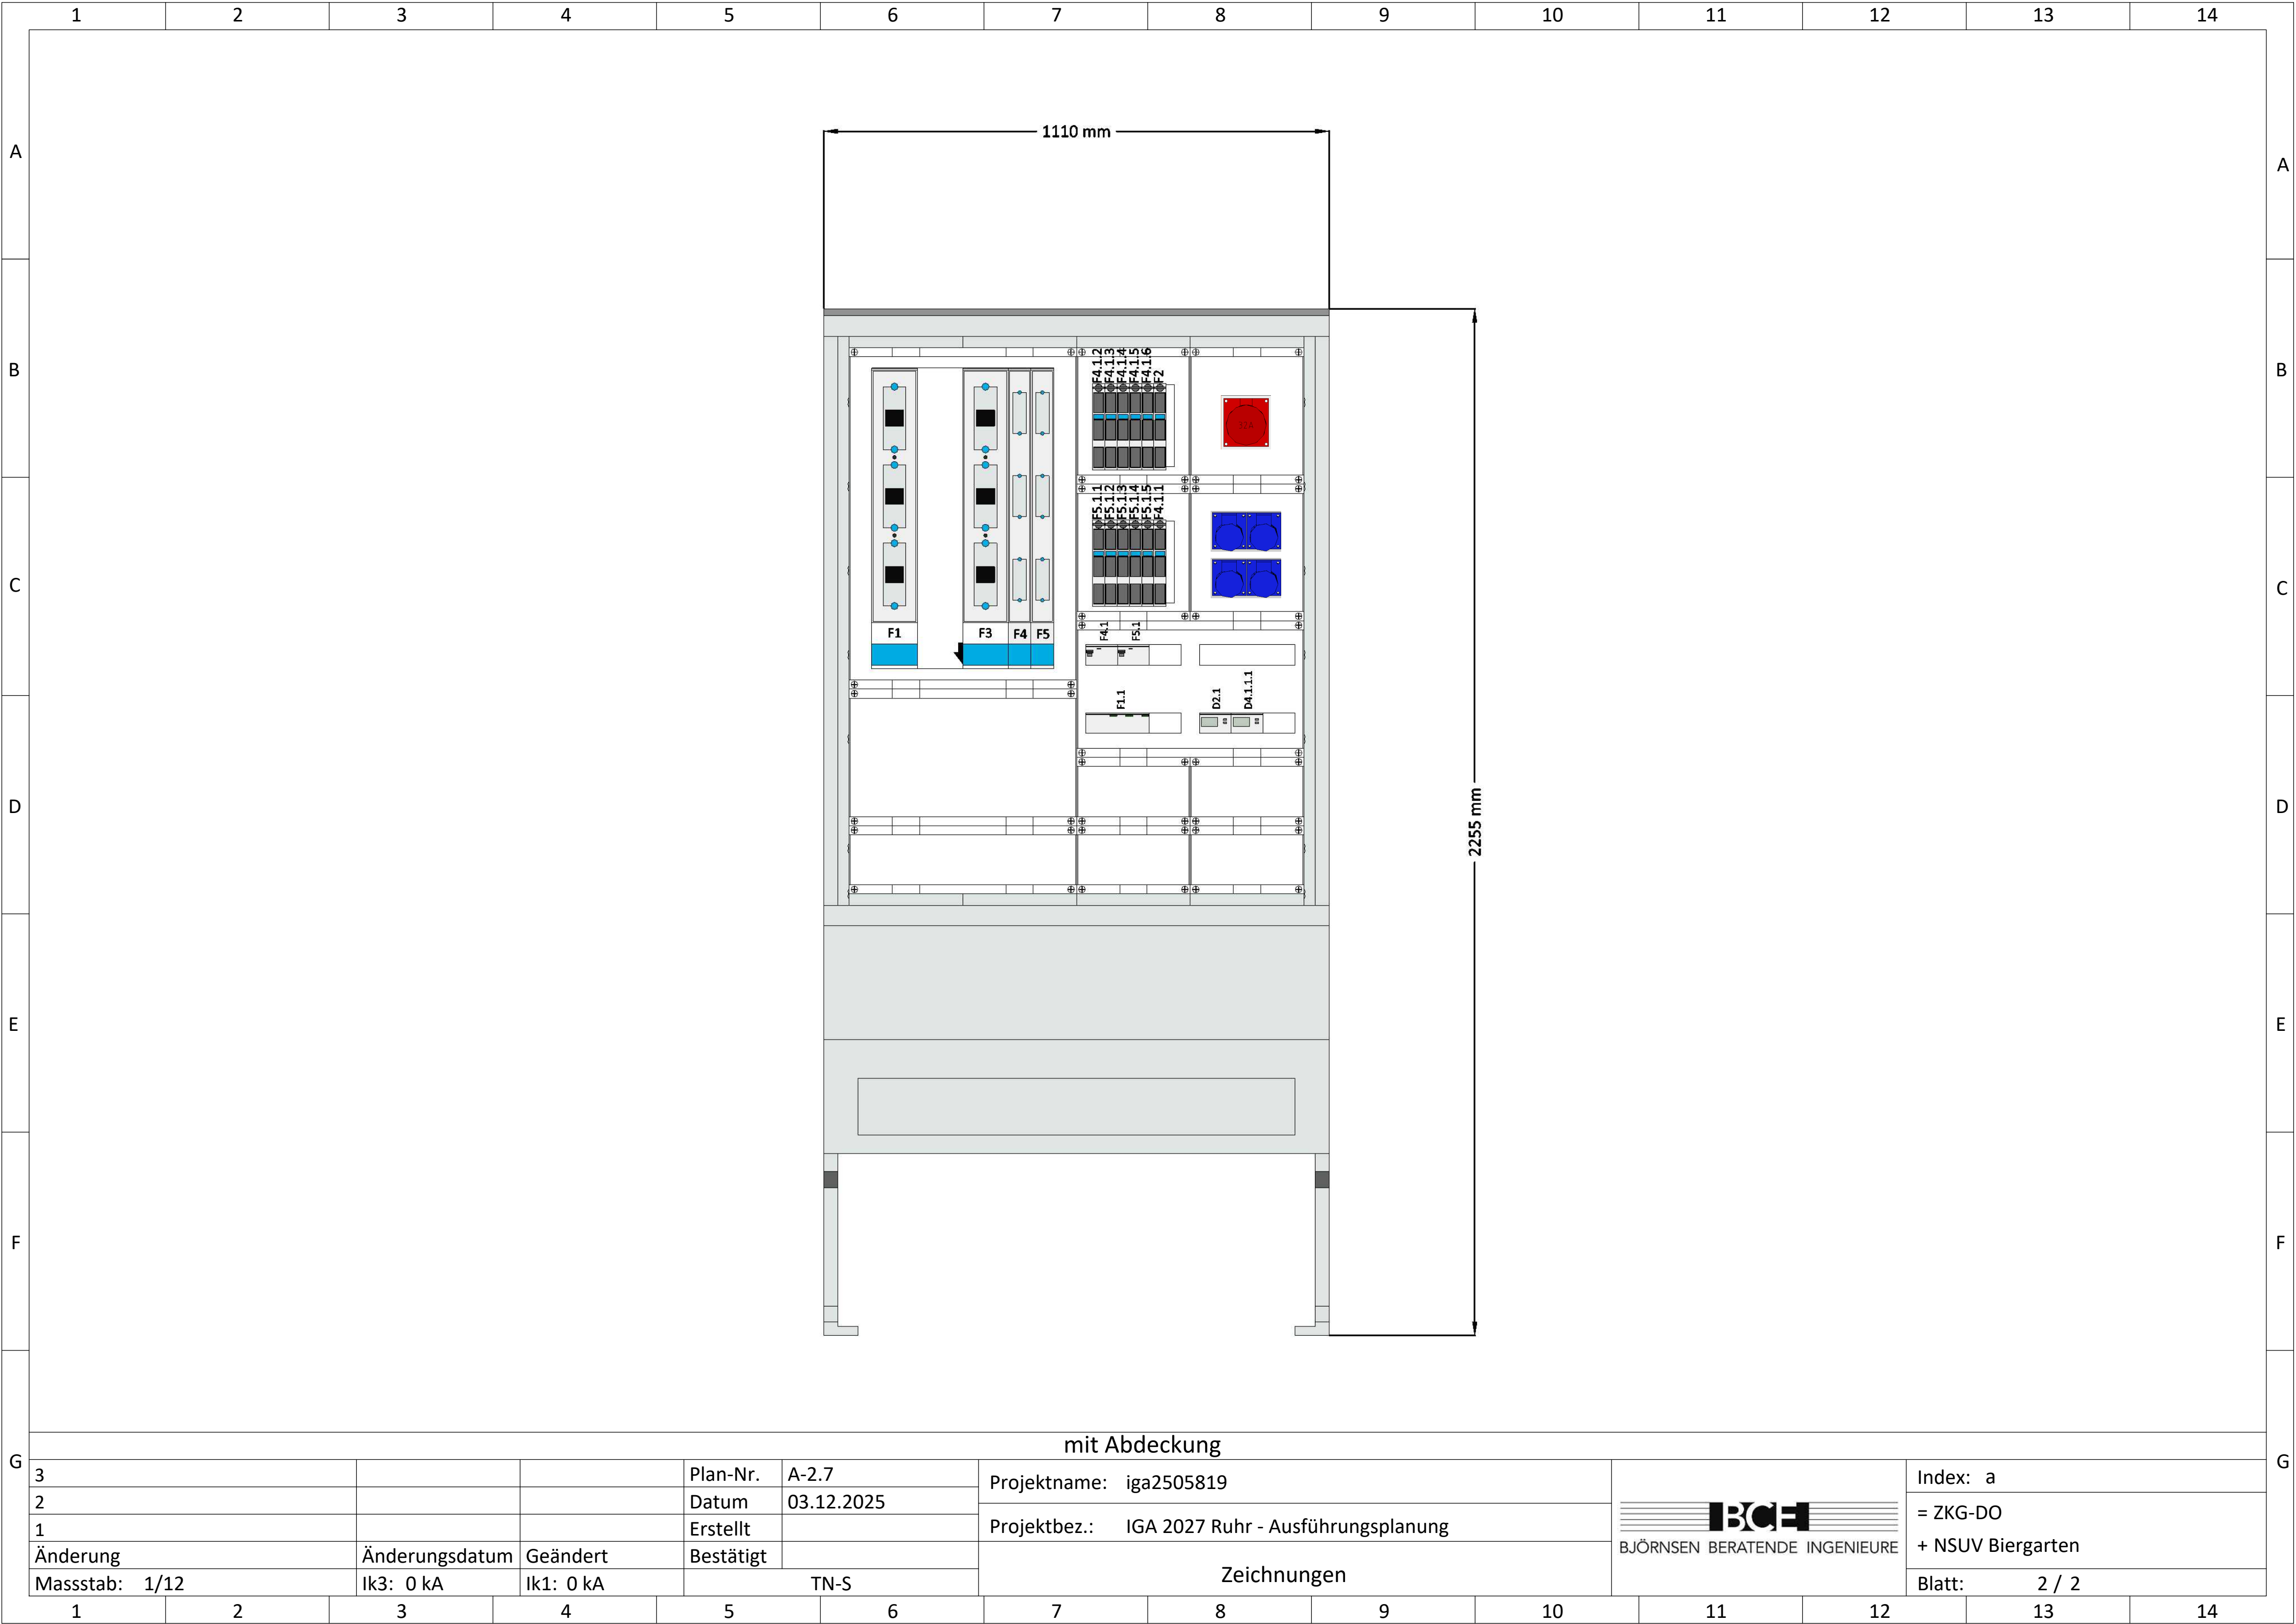 1 2 3 4 5 6 7 8 9 10 11 12 13 14
A A
1110 mm
B B
F4.1.2 F4.1.3 F4.1.4 F4.1.5 F4.1.6 F2
32A
C C
F5.1.1 F5.1.2 F5.1.3 F5.1.4 F5.1.5 F4.1.1
F1 F3 F4 F5
F4.1 F5.1
F1.1 D2.1 D4.1.1.1
D D
2255 mm
E E
F F
G G
mit Abdeckung
3
2
1
Änderung Änderungsdatum Geändert
Massstab: 1/12 Ik3: 0 kA Ik1: 0 kA
Plan-Nr. A-2.7
Datum 03.12.2025
Erstellt
Bestätigt
TN-S
Projektname: iga2505819
Projektbez.: IGA 2027 Ruhr - Ausführungsplanung
Zeichnungen
BCE
BJÖRNSEN BERATENDE INGENIEURE
Index: a
= ZKG-DO
+ NSUV Biergarten
Blatt: 2 / 2
1 2 3 4 5 6 7 8 9 10 11 12 13 14